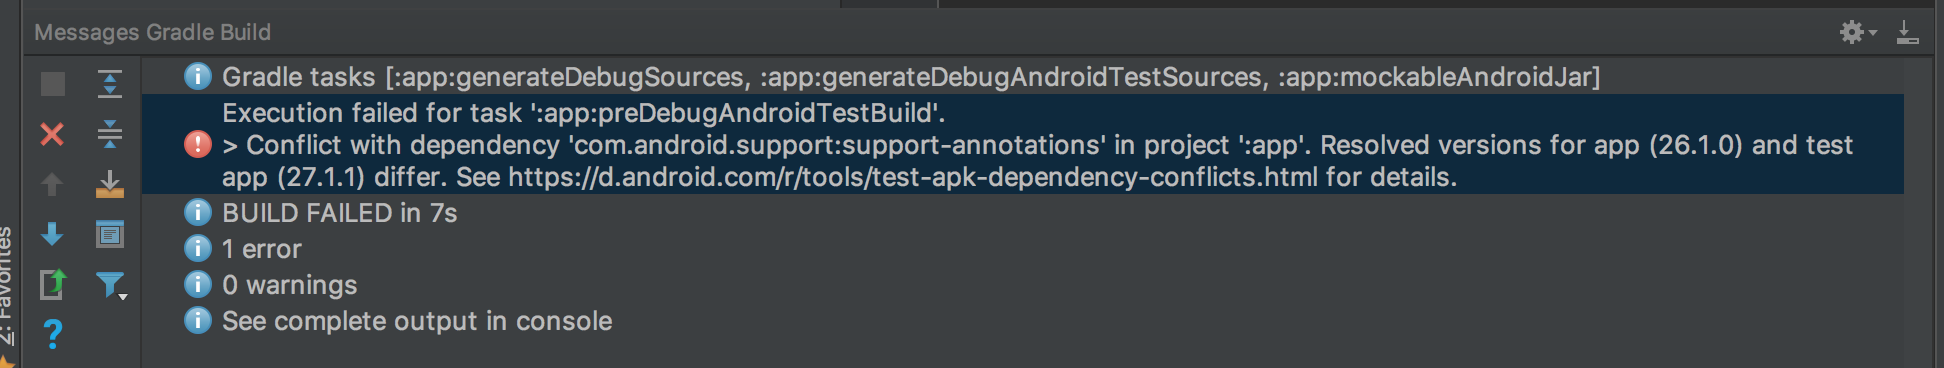 Messages Gradle Build
Gradle tasks [:app:generateDebugSources, :app:generateDebugAndroidTestSources, :app:mockableAndroidJar]
Execution failed for task ':app:preDebugAndroidTestBuild'.
> Conflict with dependency 'com.android.support:support-annotations' in project ':app'. Resolved versions for app (26.1.0) and test
app (27.1.1) differ. See https://d.android.com/r/tools/test-apk-dependency-conflicts.html for details.
BUILD FAILED in 7s
1 error
0 warnings
See complete output in console
2: Favorites